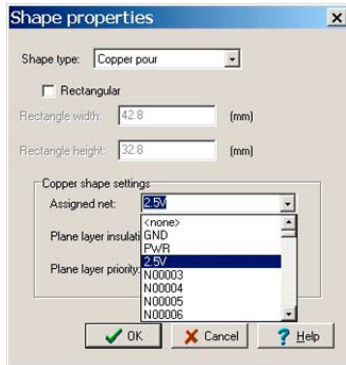 Shape properties
Shape type: Copper pour
Rectangular
Rectangle width: 42.8 (mm)
Rectangle height: 32.8 (mm)
Copper shape settings
Assigned net: 2.5V
<none>
Plane layer insulati GND
PWR
2.5V
Plane layer priority: N00003
N00004
N00005
N00006
OK Cancel ? Help